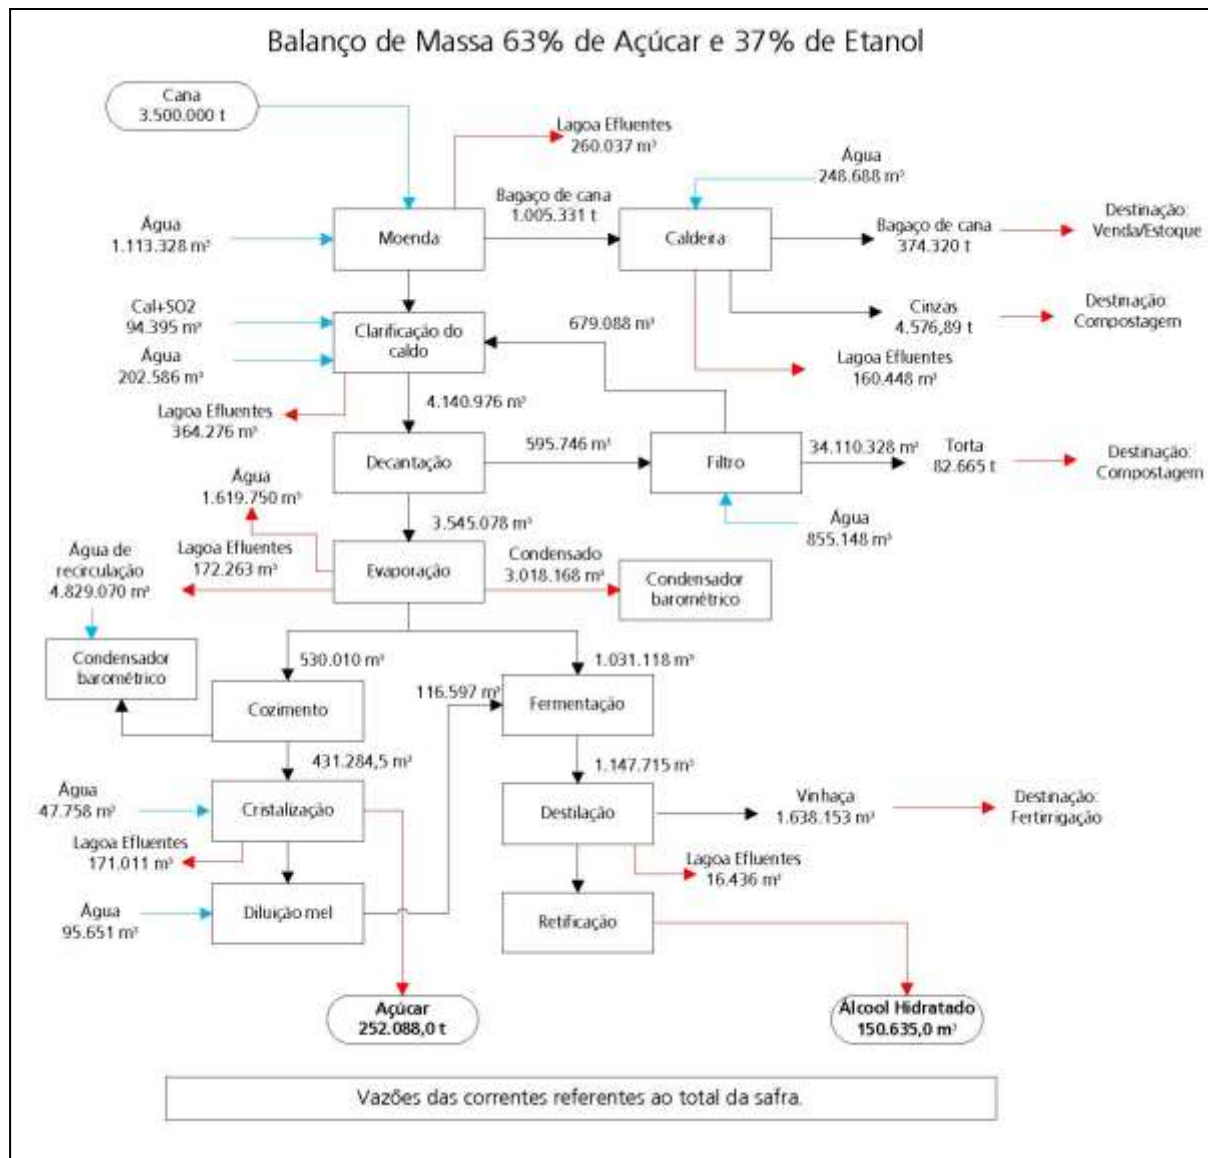 Balanço de Massa 63% de Açúcar e 37% de Etanol
Cana
3.500.000 t
Lagoa Efluentes
260.037 m³
Água
248.688 m³
Bagaço de cana
1.005.331 t
Água
1.113.328 m³
Moenda
Caldeira
Bagaço de cana
374.320 t
Destinação:
Venda/Estoque
Cal+SO2
94.395 m³
679.088 m³
Cinzas
4.576,89 t
Destinação:
Compostagem
Clarificação do
caldo
Água
202.586 m³
Lagoa Efluentes
160.448 m³
Lagoa Efluentes
364.276 m³
4.140.976 m³
Decantação
595.746 m³
Filtro
34.110.328 m³
Torta
82.665 t
Destinação:
Compostagem
Água
1.619.750 m³
3.545.078 m³
Água
855.148 m³
Água de
recirculação
4.829.070 m³
Lagoa Efluentes
172.263 m³
Evaporação
Condensado
3.018.168 m³
Condensador
barométrico
Condensador
barométrico
530.010 m³
1.031.118 m³
Cozimento
116.597 m³
Fermentação
431.284,5 m³
1.147.715 m³
Água
47.758 m³
Cristalização
Destilação
Vinhaça
1.638.153 m³
Destinação:
Fertirrigação
Lagoa Efluentes
171.011 m³
Lagoa Efluentes
16.436 m³
Água
95.651 m³
Diluição mel
Retificação
Açúcar
252.088,0 t
Álcool Hidratado
150.635,0 m³
Vazões das correntes referentes ao total da safra.